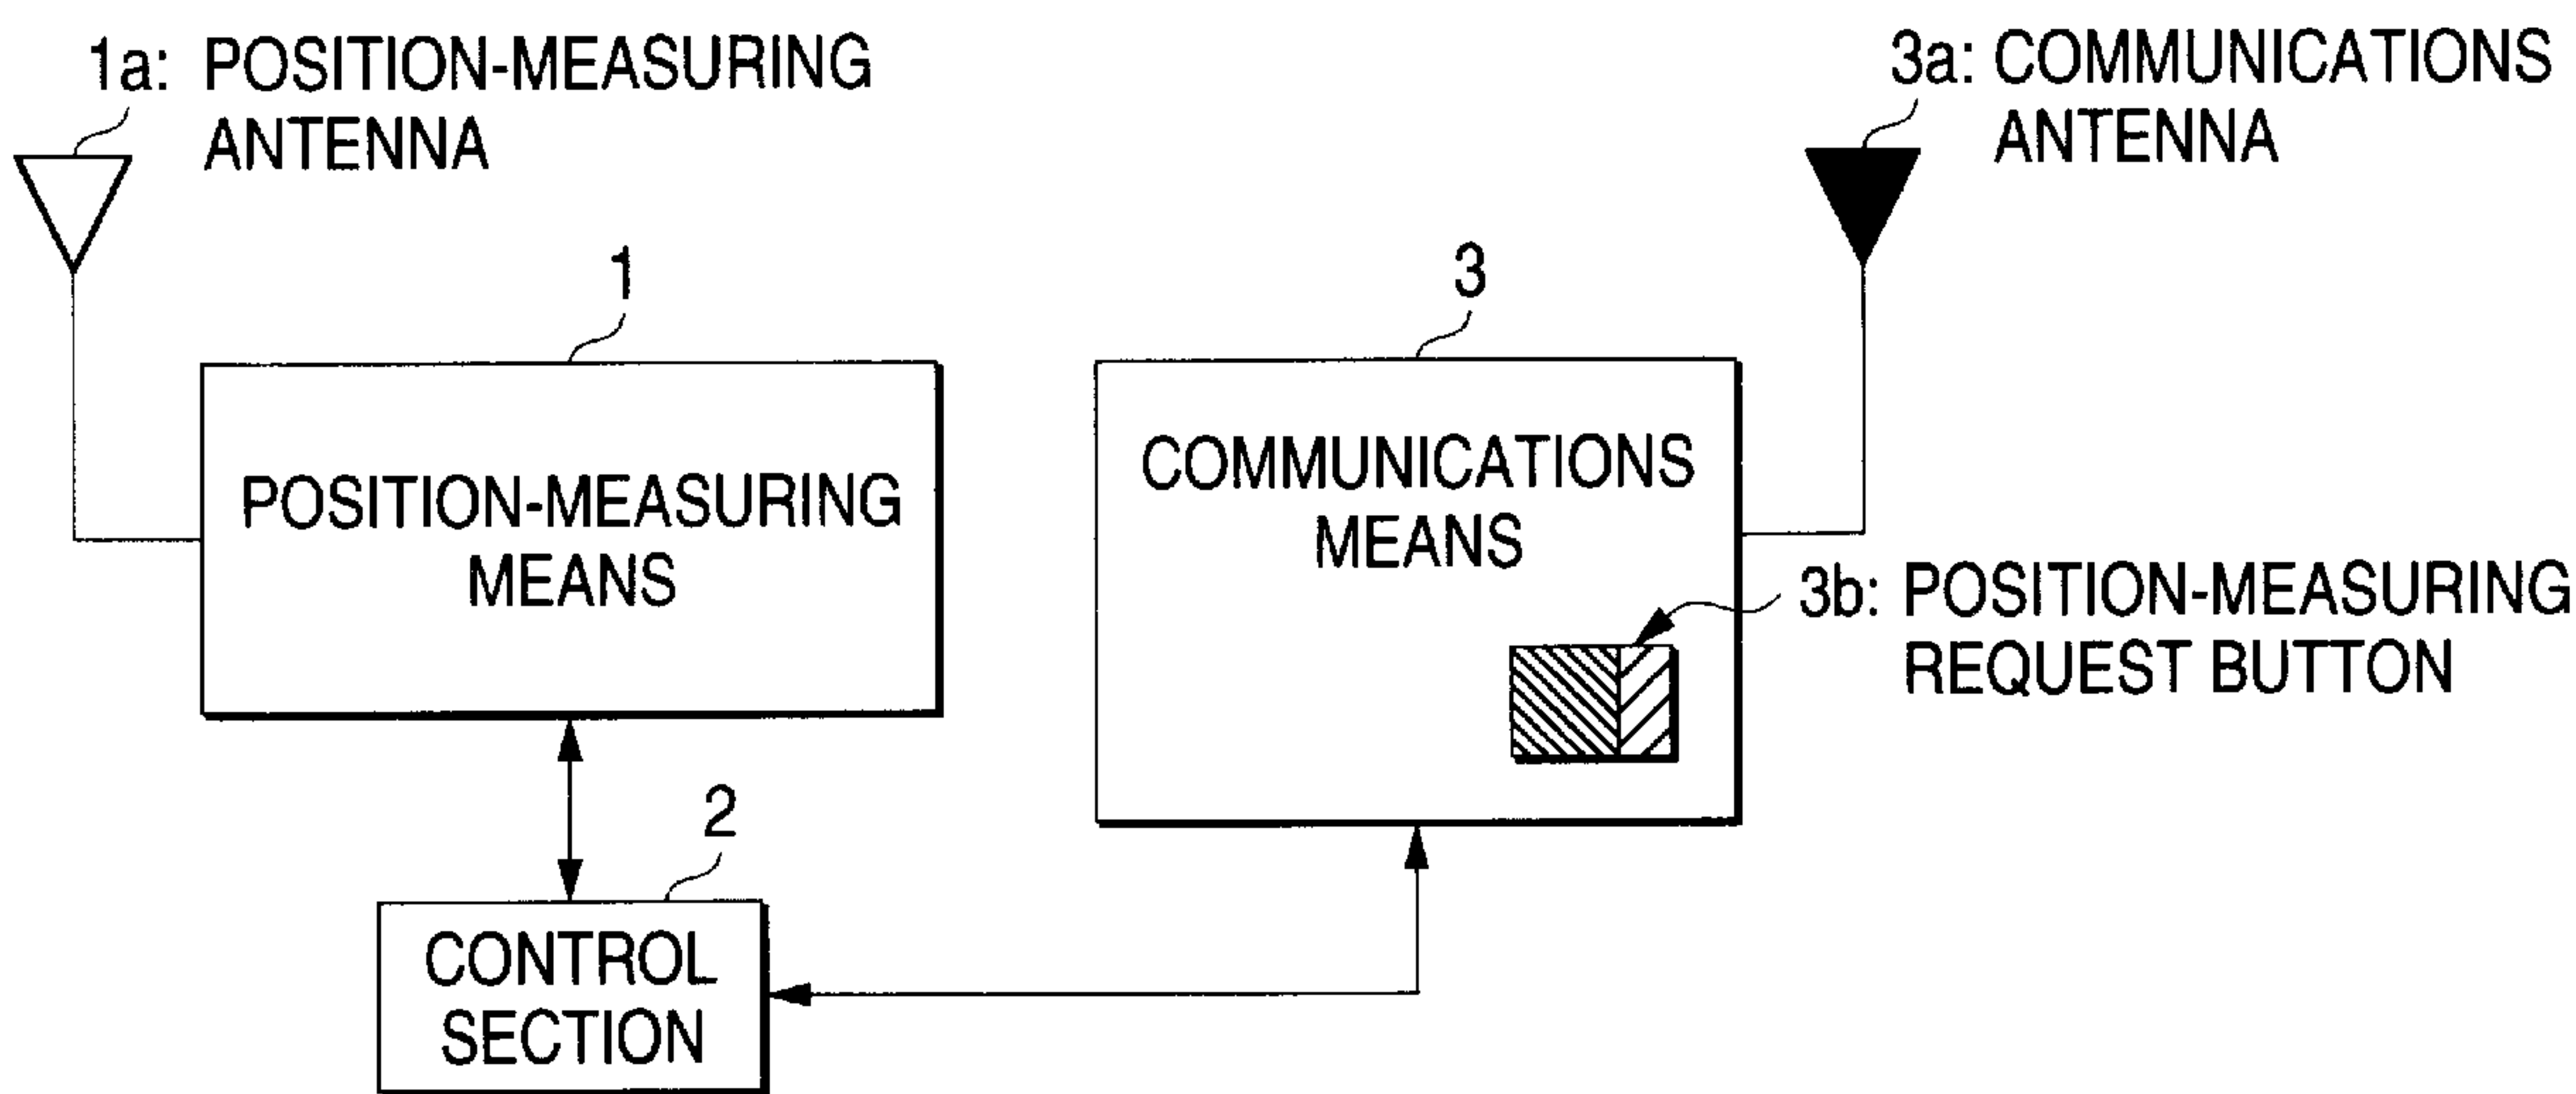 1a: POSITION-MEASURING
ANTENNA
3a: COMMUNICATIONS
ANTENNA
1
3
POSITION-MEASURING
MEANS
COMMUNICATIONS
MEANS
3b: POSITION-MEASURING
REQUEST BUTTON
2
CONTROL
SECTION